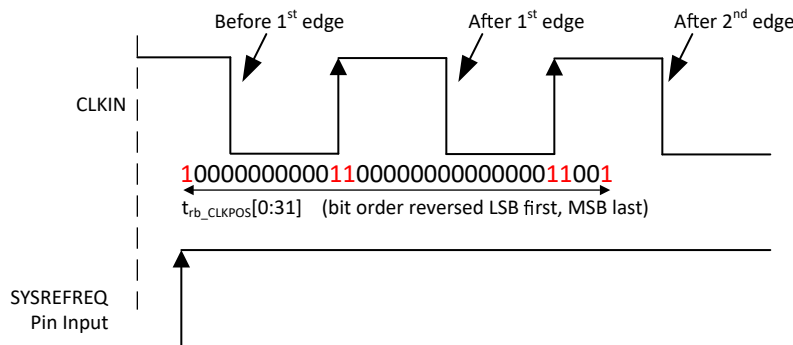 Before 1st edge
After 1st edge
After 2nd edge
CLKIN
10000000000110000000000000011001
trb_CLKPOS[0:31] (bit order reversed LSB first, MSB last)
SYSREFREQ
Pin Input